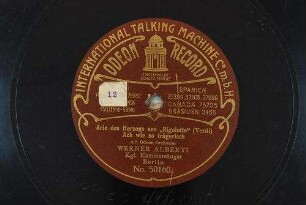 INTERNATIONAL TALKING MACHINE Co m.b.H.
ODEON
RECORD
12
SPANIEN
CANADA
BRASILIEN
Arie des Herzogs aus „Rigoletto“ (Verdi)
Ach wie so trügerisch
mit Odeon-Orchester
WERNER ALBERTI
Kgl. Kammersänger
Berlin
No. 50160